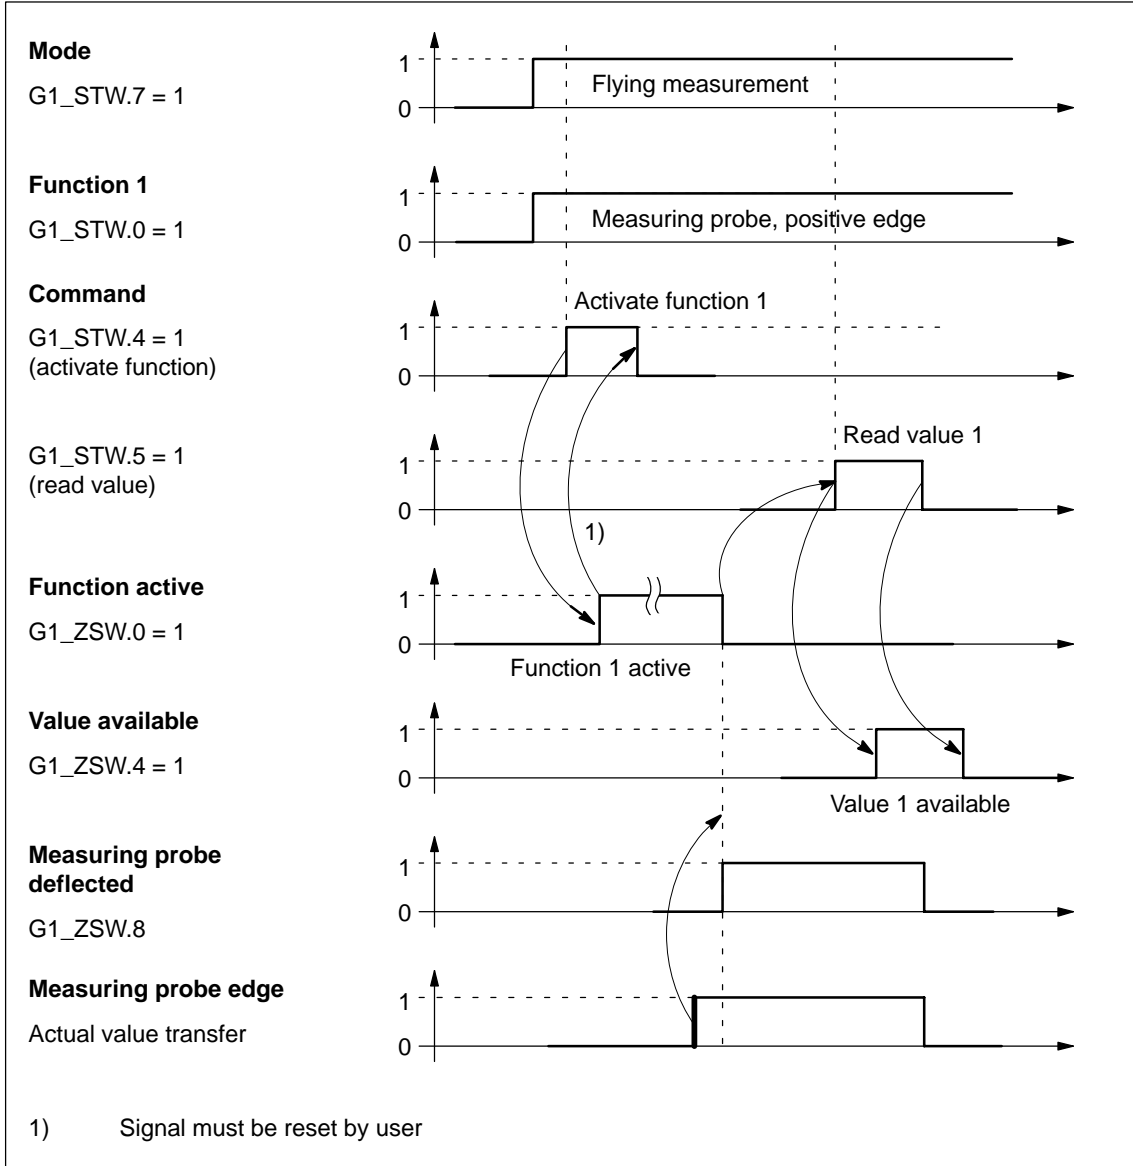 Mode
G1_STW.7 = 1
1
0
Flying measurement
Function 1
G1_STW.0 = 1
1
0
Measuring probe, positive edge
Command
G1_STW.4 = 1
(activate function)
Activate function 1
1
0
G1_STW.5 = 1
(read value)
Read value 1
1
0
1)
Function active
G1_ZSW.0 = 1
1
0
Function 1 active
Value available
G1_ZSW.4 = 1
1
0
Value 1 available
Measuring probe
deflected
G1_ZSW.8
1
0
Measuring probe edge
Actual value transfer
1
0
1) Signal must be reset by user